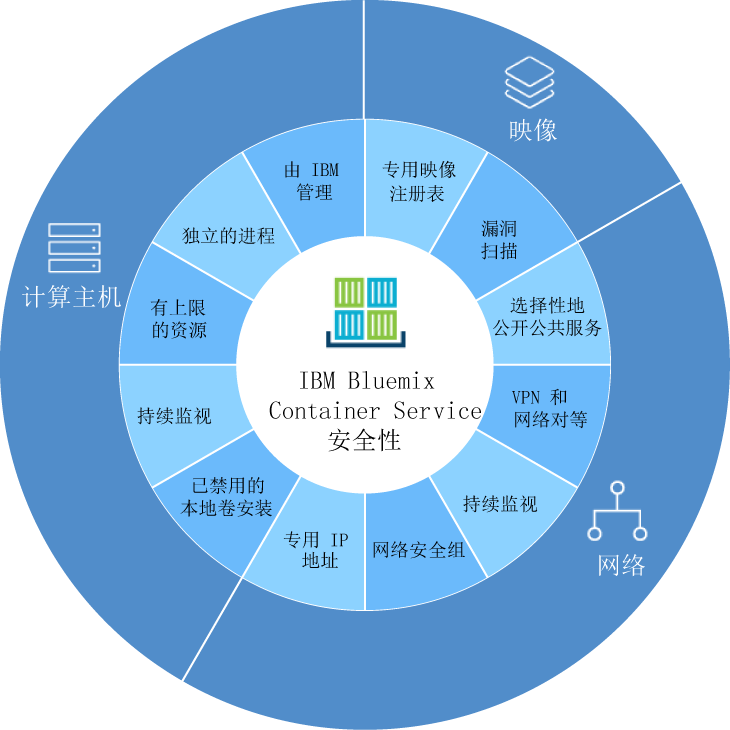 映像
专用映像
注册表
漏洞
扫描
网络
选择性地
公开公共服务
VPN 和
网络对等
持续监视
网络安全组
专用 IP
地址
计算主机
已禁用的
本地卷安装
持续监视
有上限
的资源
独立的进程
由 IBM
管理
IBM Bluemix
Container Service
安全性